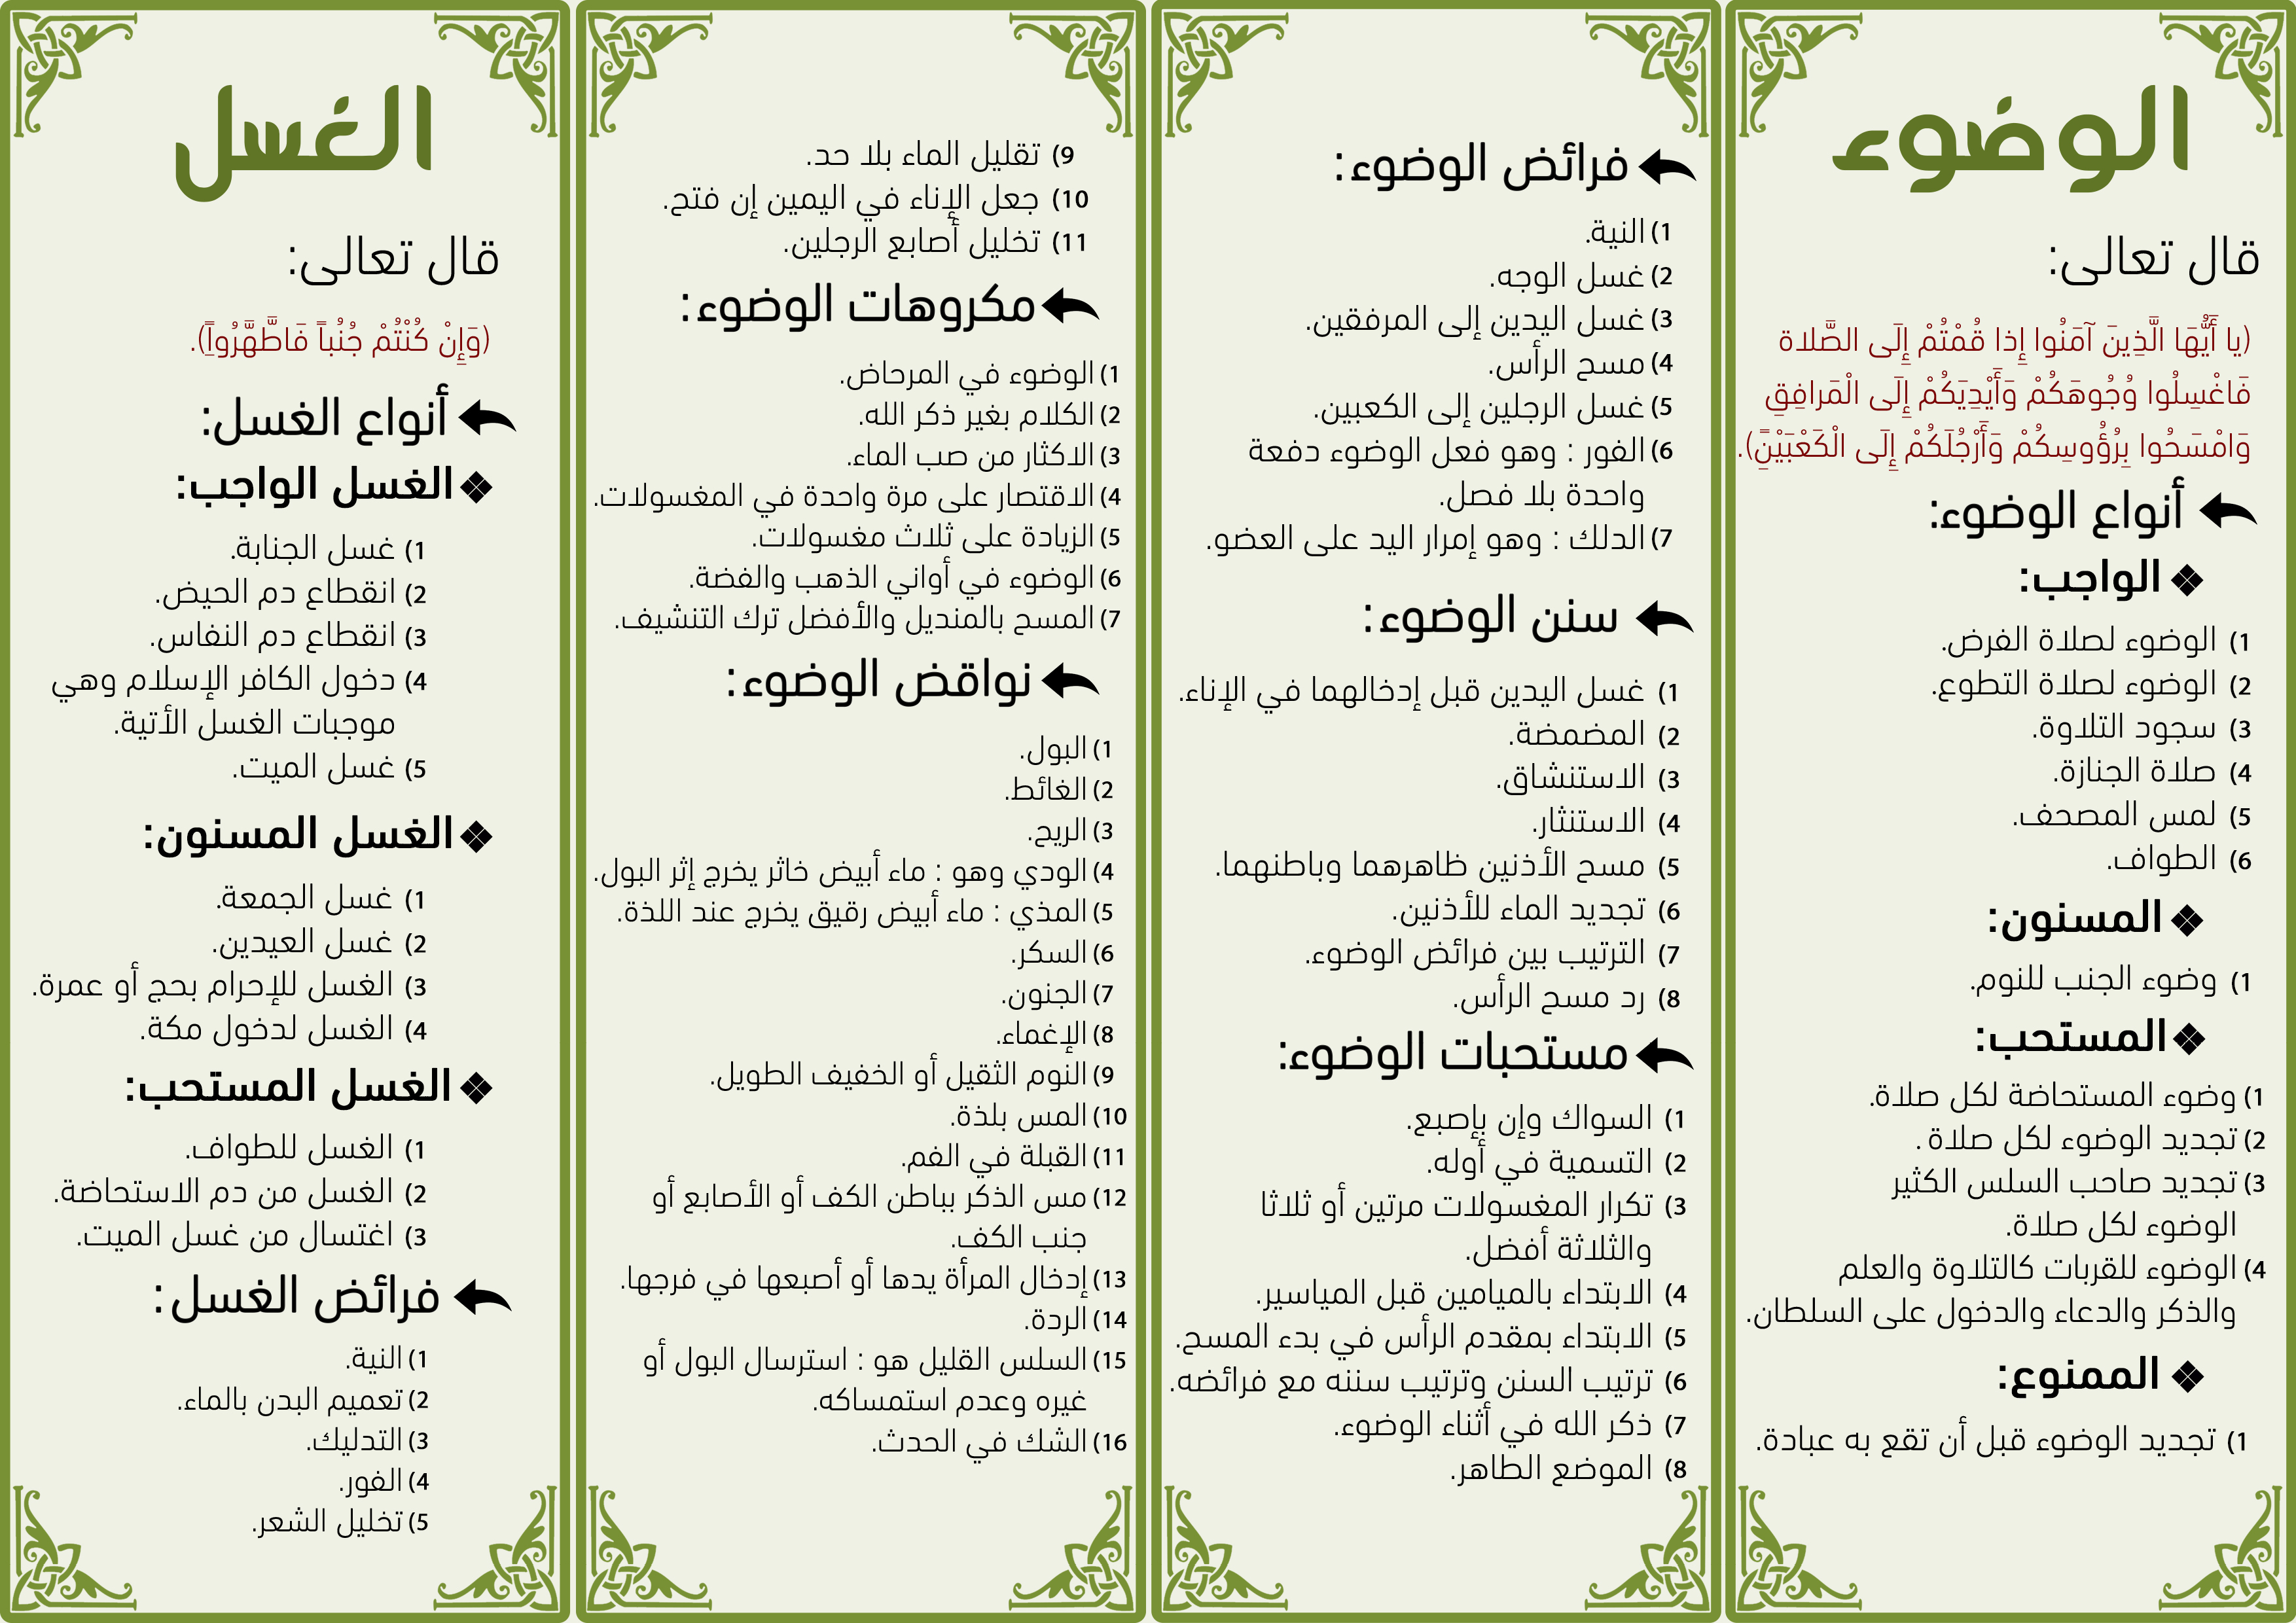 الوضوء
قال تعالى:
(يا أَيُّهَا الَّذِينَ آمَنُوا إِذا قُمْتُمْ إِلَى الصَّلاة
فَاغْسِلُوا وُجُوهَكُمْ وَأَيْدِيَكُمْ إِلَى الْمَرافِقِ
وَامْسَحُوا بِرُؤُوسِكُمْ وَأَرْجُلَكُمْ إِلَى الْكَعْبَيْنِ).
أنواع الوضوء:
الواجب:
1) الوضوء لصلاة الفرض.
2) الوضوء لصلاة التطوع.
3) سجود التلاوة.
4) صلاة الجنازة.
5) لمس المصحف.
6) الطواف.
المسنون:
1) وضوء الجنب للنوم.
المستحب:
1) وضوء المستحاضة لكل صلاة.
2) تجديد الوضوء لكل صلاة .
3) تجديد صاحب السلس الكثير
الوضوء لكل صلاة.
4) الوضوء للقربات كالتلاوة والعلم
والذكر والدعاء والدخول على السلطان.
الممنوع:
1) تجديد الوضوء قبل أن تقع به عبادة.
فرائض الوضوء:
1) النية.
2) غسل الوجه.
3) غسل اليدين إلى المرفقين.
4) مسح الرأس.
5) غسل الرجلين إلى الكعبين.
6) الفور : وهو فعل الوضوء دفعة
واحدة بلا فصل.
7) الدلك : وهو إمرار اليد على العضو.
سنن الوضوء:
1) غسل اليدين قبل إدخالهما في الإناء.
2) المضمضة.
3) الاستنشاق.
4) الاستنثار.
5) مسح الأذنين ظاهرهما وباطنهما.
6) تجديد الماء للأذنين.
7) الترتيب بين فرائض الوضوء.
8) رد مسح الرأس.
مستحبات الوضوء:
1) السواك وإن بإصبع.
2) التسمية في أوله.
3) تكرار المغسولات مرتين أو ثلاثا
والثلاثة أفضل.
4) الابتداء بالميامين قبل المياسير.
5) الابتداء بمقدم الرأس في بدء المسح.
6) ترتيب السنن وترتيب سننه مع فرائضه.
7) ذكر الله في أثناء الوضوء.
8) الموضع الطاهر.
9) تقليل الماء بلا حد.
10) جعل الإناء في اليمين إن فتح.
11) تخليل أصابع الرجلين.
مكروهات الوضوء:
1) الوضوء في المرحاض.
2) الكلام بغير ذكر الله.
3) الاكثار من صب الماء.
4) الاقتصار على مرة واحدة في المغسولات.
5) الزيادة على ثلاث مغسولات.
6) الوضوء في أواني الذهب والفضة.
7) المسح بالمنديل والأفضل ترك التنشيف.
نواقض الوضوء:
1) البول.
2) الغائط.
3) الريح.
4) الودي وهو : ماء أبيض خاثر يخرج إثر البول.
5) المذي : ماء أبيض رقيق يخرج عند اللذة.
6) السكر.
7) الجنون.
8) الإغماء.
9) النوم الثقيل أو الخفيف الطويل.
10) المس بلذة.
11) القبلة في الغم.
12) مس الذكر بباطن الكف أو الأصابع أو
جنب الكف.
13) إدخال المرأة يدها أو أصبعها في فرجها.
14) الردة.
15) السلس القليل هو : استرسال البول أو
غيره وعدم استمساكه.
16) الشك في الحدث.
الغسل
قال تعالى:
(وَإِنْ كُنْتُمْ جُنُباً فَاطَّهَّرُواً).
أنواع الغسل:
الغسل الواجب:
1) غسل الجنابة.
2) انقطاع دم الحيض.
3) انقطاع دم النفاس.
4) دخول الكافر الإسلام وهي
موجبات الغسل الأتية.
5) غسل الميت.
الغسل المسنون:
1) غسل الجمعة.
2) غسل العيدين.
3) الغسل للإحرام بحج أو عمرة.
4) الغسل لدخول مكة.
الغسل المستحب:
1) الغسل للطواف.
2) الغسل من دم الاستحاضة.
3) اغتسال من غسل الميت.
فرائض الغسل:
1) النية.
2) تعميم البدن بالماء.
3) التدليك.
4) الفور.
5) تخليل الشعر.